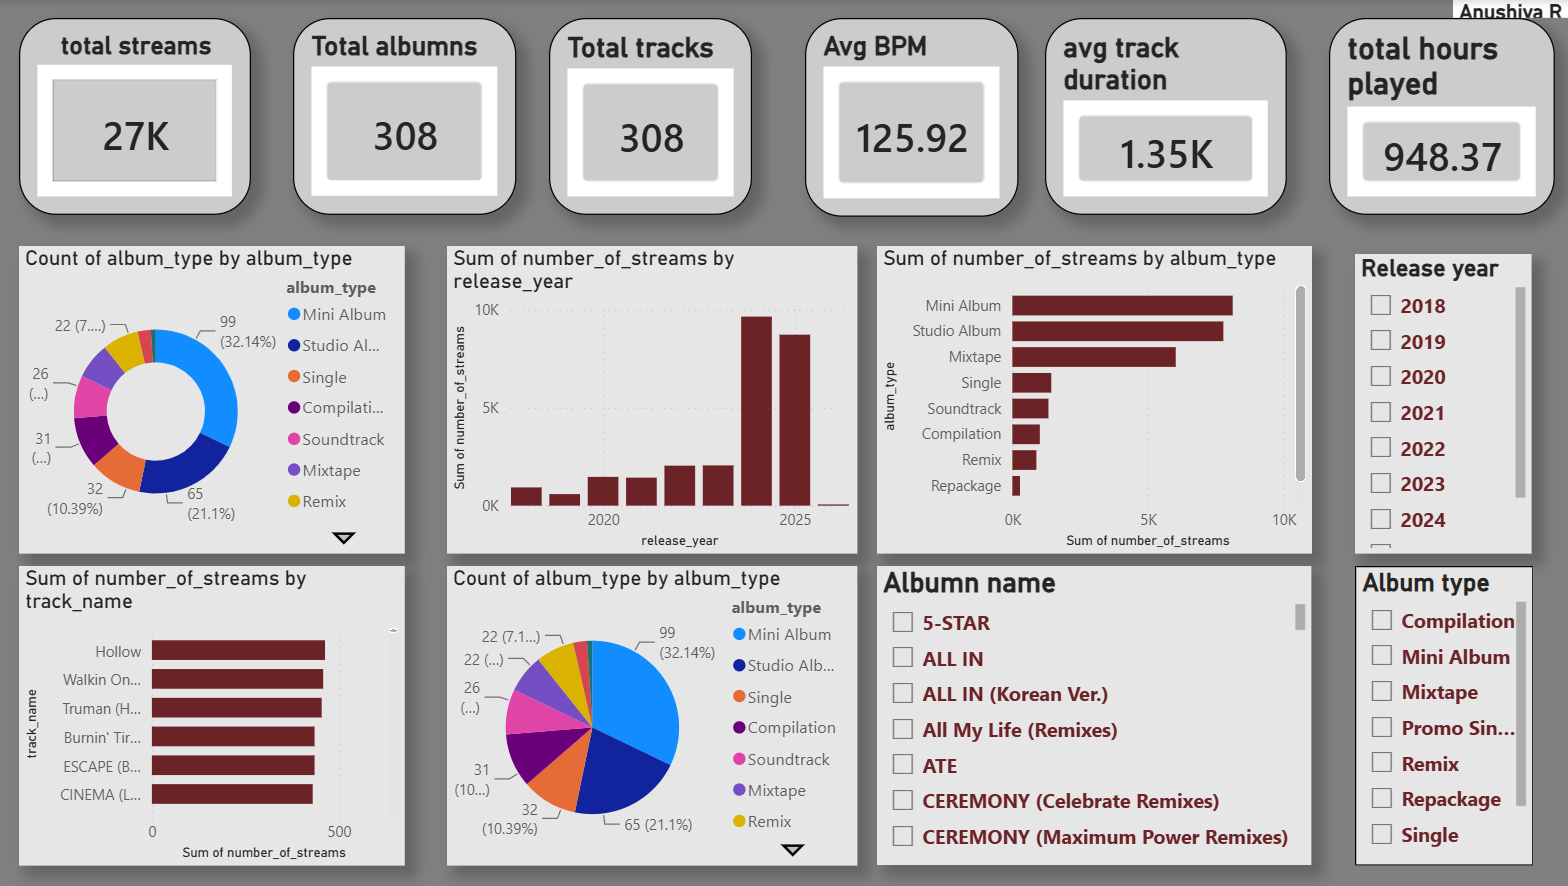 Anushiya R
total streams
27K
Total albumns
308
Total tracks
308
Avg BPM
125.92
avg track
duration
1.35K
total hours
played
948.37
Count of album_type by album_type
album_type
Mini Album
Studio Al...
Single
Compilati...
Soundtrack
Mixtape
Remix
99
(32.14%)
65
(21.1%)
32
(10.39%)
31
(...)
26
(...)
22 (7....)
Sum of number_of_streams by
release_year
Sum of number_of_streams
10K
5K
0K
2020
2025
release_year
Sum of number_of_streams by album_type
album_type
Mini Album
Studio Album
Mixtape
Single
Soundtrack
Compilation
Remix
Repackage
0K
5K
10K
Sum of number_of_streams
Release year
2018
2019
2020
2021
2022
2023
2024
Sum of number_of_streams by
track_name
track_name
Hollow
Walkin On...
Truman (H...
Burnin' Tir...
ESCAPE (B...
CINEMA (L...
0
500
Sum of number_of_streams
Count of album_type by album_type
album_type
Mini Album
Studio Alb...
Single
Compilation
Soundtrack
Mixtape
Remix
99
(32.14%)
65 (21.1%)
32
(10.39%)
31
(10...)
26
(...)
22 (...)
22 (7.1...)
Albumn name
5-STAR
ALL IN
ALL IN (Korean Ver.)
All My Life (Remixes)
ATE
CEREMONY (Celebrate Remixes)
CEREMONY (Maximum Power Remixes)
Album type
Compilation
Mini Album
Mixtape
Promo Sin...
Remix
Repackage
Single